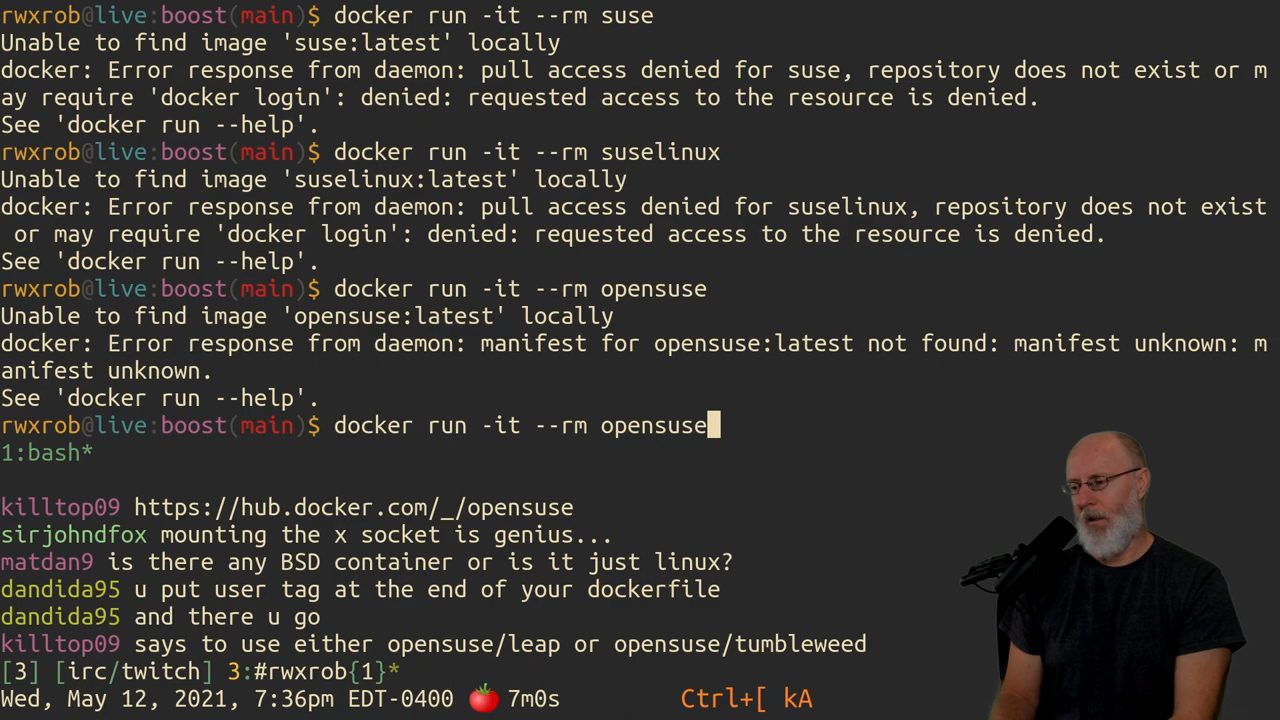 rwxrob@live:boost(main)$ docker run -it --rm suse
Unable to find image 'suse:latest' locally
docker: Error response from daemon: pull access denied for suse, repository does not exist or m
ay require 'docker login': denied: requested access to the resource is denied.
See 'docker run --help'.
rwxrob@live:boost(main)$ docker run -it --rm suselinux
Unable to find image 'suselinux:latest' locally
docker: Error response from daemon: pull access denied for suselinux, repository does not exist
 or may require 'docker login': denied: requested access to the resource is denied.
See 'docker run --help'.
rwxrob@live:boost(main)$ docker run -it --rm opensuse
Unable to find image 'opensuse:latest' locally
docker: Error response from daemon: manifest for opensuse:latest not found: manifest unknown: m
anifest unknown.
See 'docker run --help'.
rwxrob@live:boost(main)$ docker run -it --rm opensuse
1:bash*
killtop09 https://hub.docker.com/_/opensuse
sirjohndfox mounting the x socket is genius...
matdan9 is there any BSD container or is it just linux?
dandida95 u put user tag at the end of your dockerfile
dandida95 and there u go
killtop09 says to use either opensuse/leap or opensuse/tumbleweed
[3] [irc/twitch] 3:#rwxrob{1}*
Wed, May 12, 2021, 7:36pm EDT-0400 🍅 7m0s Ctrl+[ kA